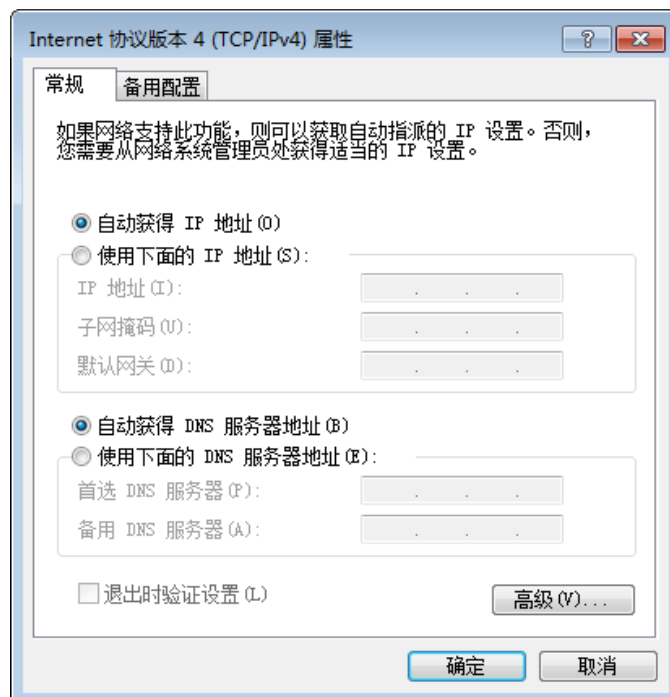 Internet 协议版本 4 (TCP/IPv4) 属性
常规 备用配置
如果网络支持此功能，则可以获取自动指派的 IP 设置。否则，
您需要从网络系统管理员处获得适当的 IP 设置。
自动获得 IP 地址(O)
使用下面的 IP 地址(S):
IP 地址(I):
子网掩码(U):
默认网关(D):
自动获得 DNS 服务器地址(B)
使用下面的 DNS 服务器地址(E):
首选 DNS 服务器(P):
备用 DNS 服务器(A):
退出时验证设置(L)
高级(V)...
确定 取消